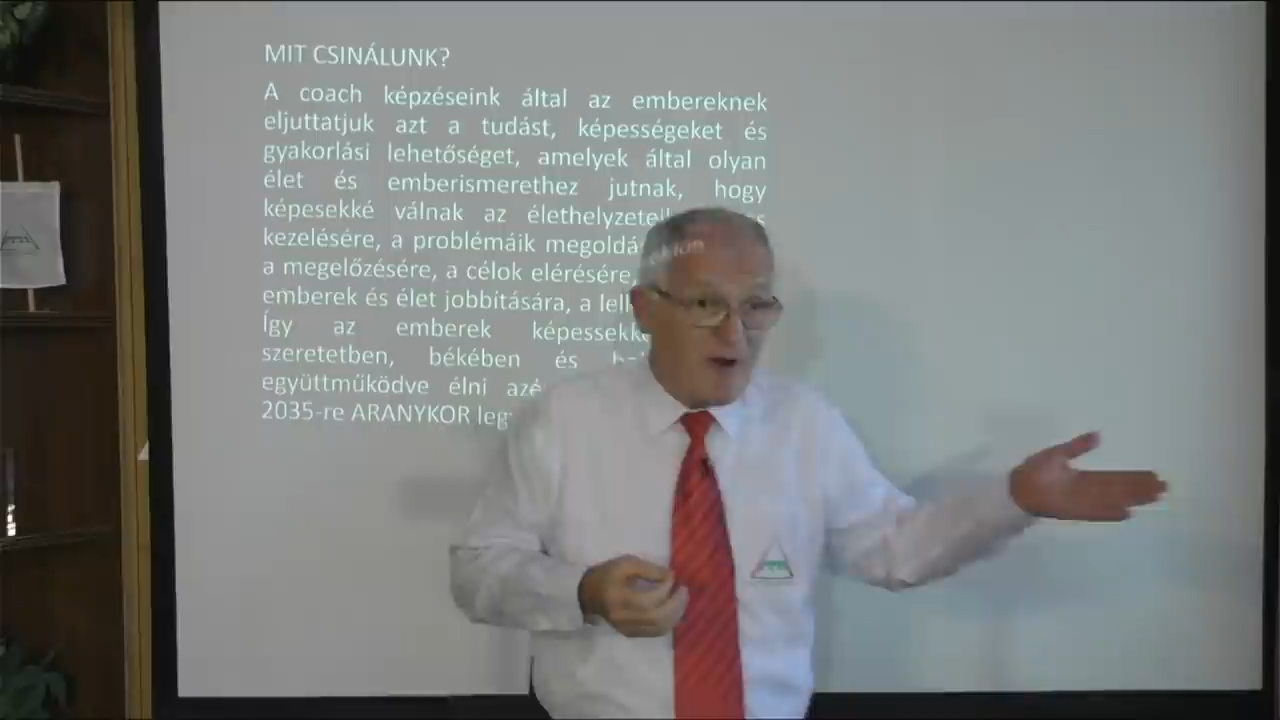 MIT CSINÁLUNK?
A coach képzéseink által az embereknek
eljuttatjuk azt a tudást, képességeket és
gyakorlási lehetőséget, amelyek által olyan
élet és emberismerethez jutnak, hogy
képesekké válnak az élethelyzeteik
kezelésére, a problémáik
a megelőzésére, a célok elérésére,
emberek és élet jobbítására, a
Így az emberek
szeretetben, békében és
együttműködve élni
2035-re ARANYKOR